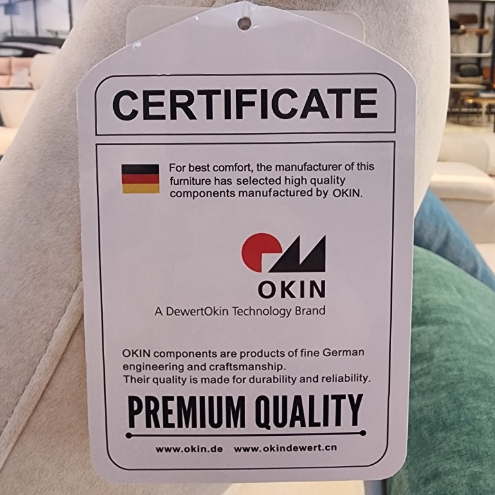 CERTIFICATE
For best comfort, the manufacturer of this
furniture has selected high quality
components manufactured by OKIN.
OKIN
A DewertOkin Technology Brand
OKIN components are products of fine German
engineering and craftsmanship.
Their quality is made for durability and reliability.
PREMIUM QUALITY
www.okin.de www.okindewert.cn